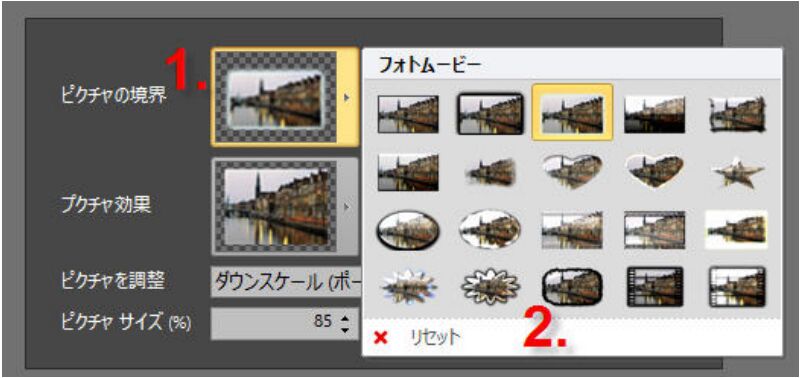 1.
フォトムービー
ピクチャの境界
プクチャ効果
ピクチャを調整
ダウンスケール (ポー
ピクチャ サイズ (%)
85
2.
リセット